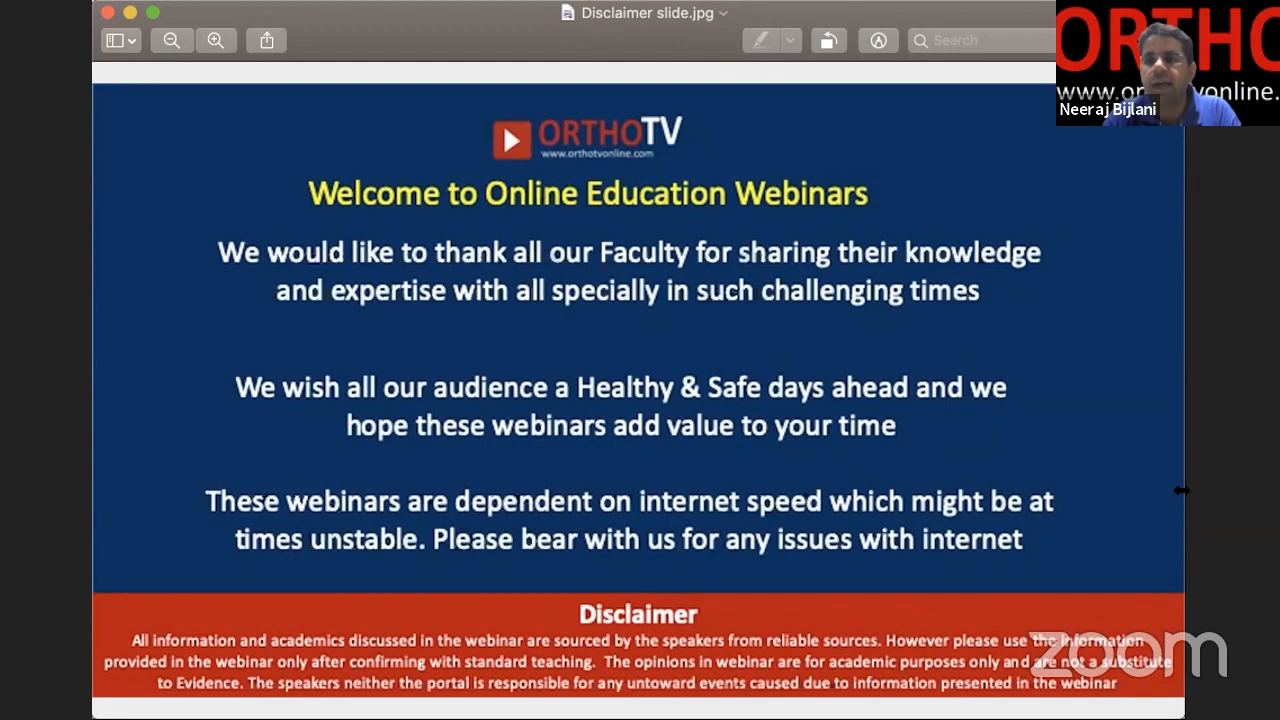 Disclaimer slide.jpg
Search
ORTHO
www.or
vonline.
Neeraj Bijlani
ORTHOTV
www.orthotvonline.com
Welcome to Online Education Webinars
We would like to thank all our Faculty for sharing their knowledge
and expertise with all specially in such challenging times
We wish all our audience a Healthy & Safe days ahead and we
hope these webinars add value to your time
These webinars are dependent on internet speed which might be at
times unstable. Please bear with us for any issues with internet
Disclaimer
All information and academics discussed in the webinar are sourced by the speakers from reliable sources. However please use the information
provided in the webinar only after confirming with standard teaching. The opinions in webinar are for academic purposes only and are not a substitute
to Evidence. The speakers neither the portal is responsible for any untoward events caused due to information presented in the webinar
zoom